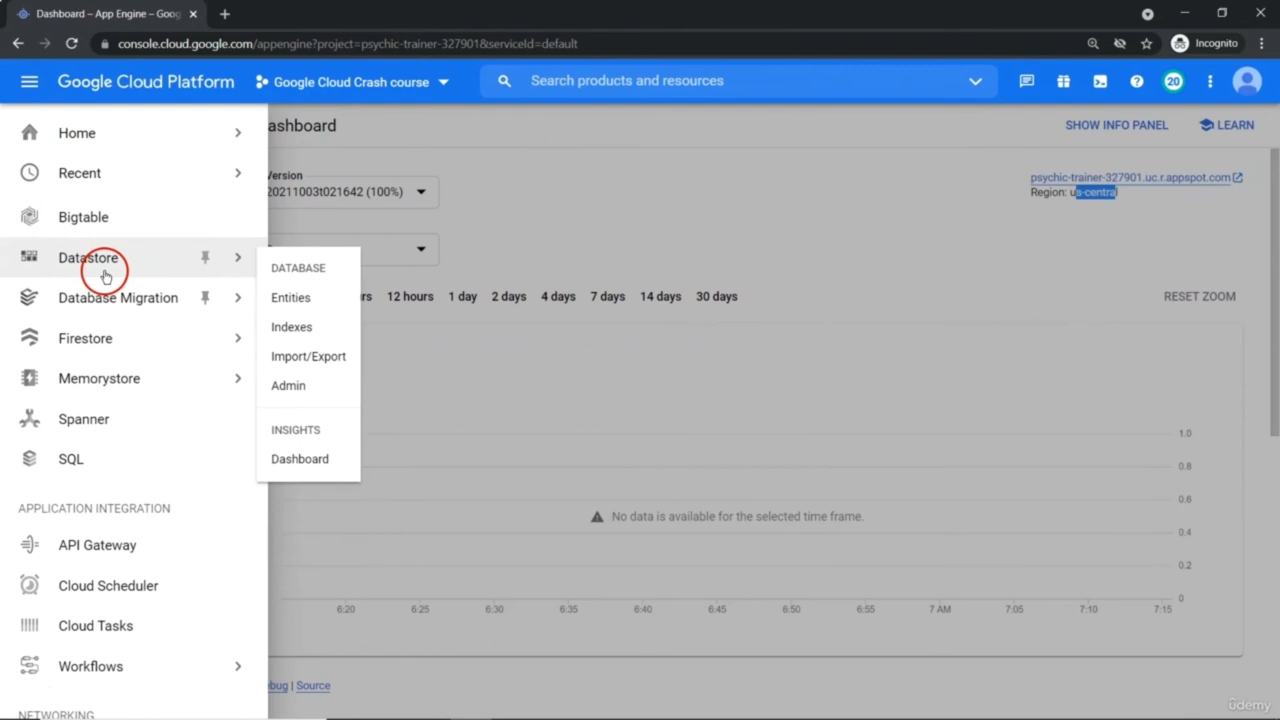 Dashboard – App Engine – Goog
console.cloud.google.com/appengine?project=psychic-trainer-327901&serviceId=default
Incognito
Google Cloud Platform
Google Cloud Crash course
Search products and resources
20
Home
Recent
Bigtable
Datastore
Database Migration
Firestore
Memorystore
Spanner
SQL
APPLICATION INTEGRATION
API Gateway
Cloud Scheduler
Cloud Tasks
Workflows
NETWORKING
DATABASE
Entities
Indexes
Import/Export
Admin
INSIGHTS
Dashboard
ashboard
SHOW INFO PANEL
LEARN
Version
20211003t021642 (100%)
psychic-trainer-327901.uc.r.appspot.com
Region: us-central
rs 12 hours 1 day 2 days 4 days 7 days 14 days 30 days
RESET ZOOM
1.0
0.8
0.6
No data is available for the selected time frame.
0.4
0.2
0
6:20 6:25 6:30 6:35 6:40 6:45 6:50 6:55 7 AM 7:05 7:10 7:15
ebug | Source
ûdemy